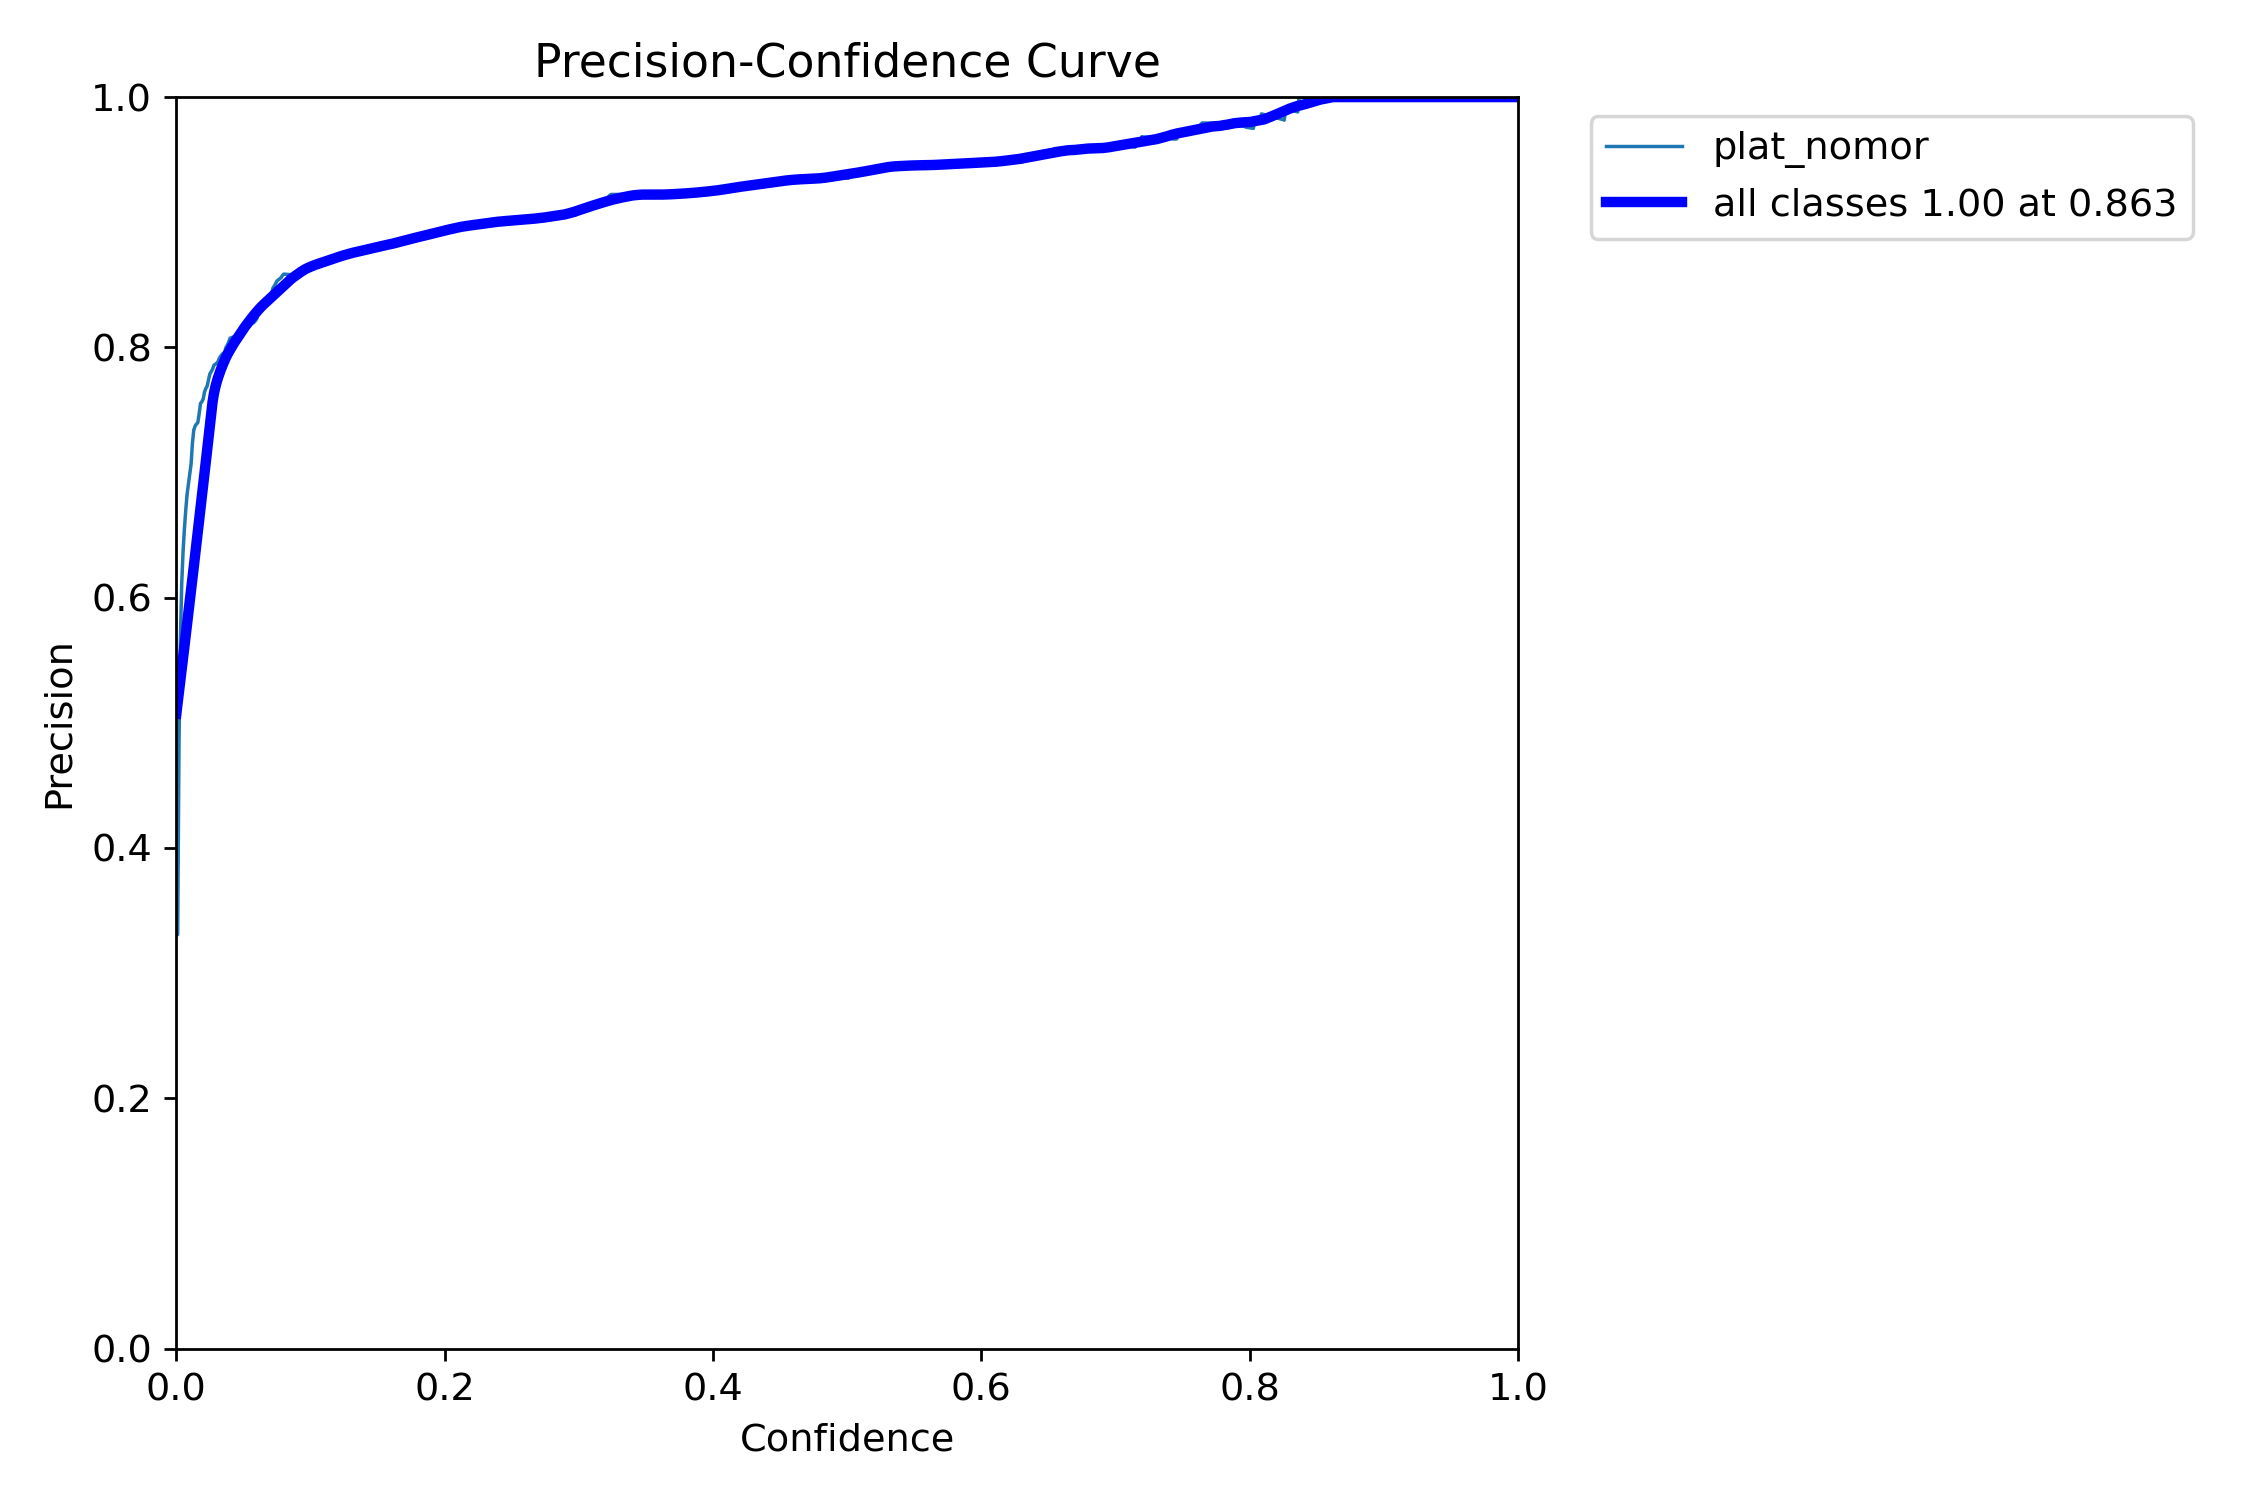 Precision-Confidence Curve
1.0
0.8
0.6
0.4
0.2
0.0
Precision
0.0 0.2 0.4 0.6 0.8 1.0
Confidence
plat_nomor
all classes 1.00 at 0.863